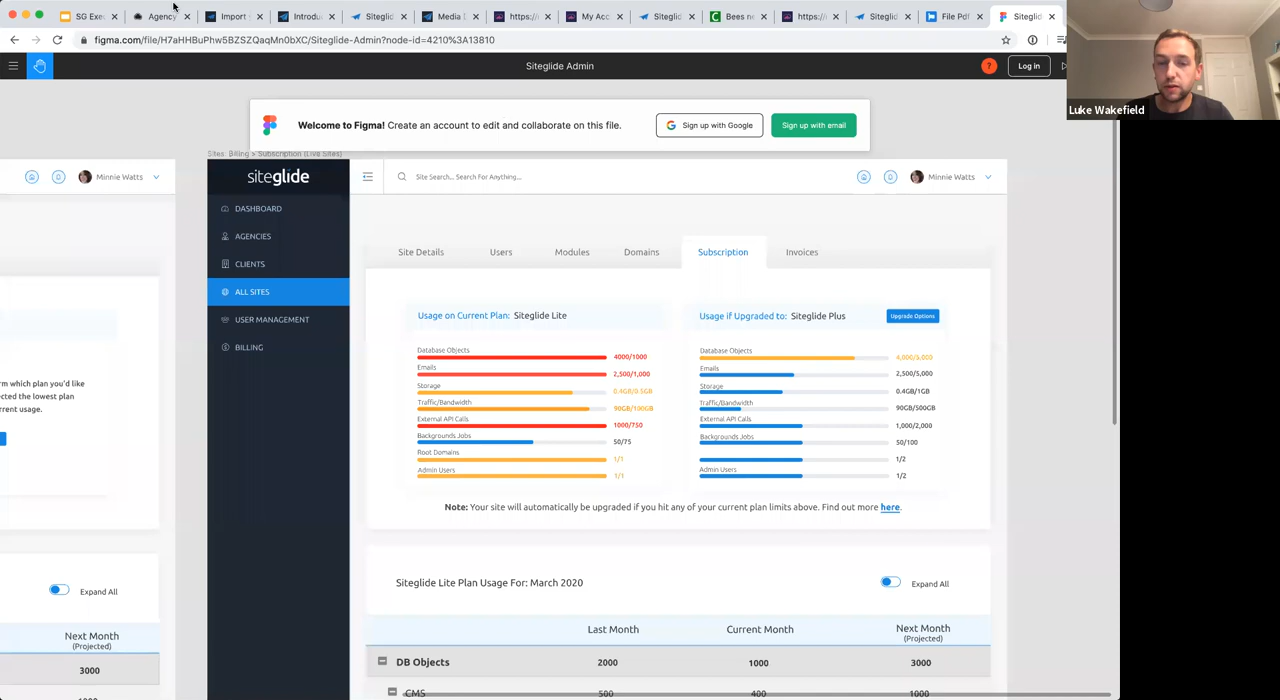 SG Exec
Agency
Import
Introdu
Siteglid
Media
https://
My Acc
Siteglid
Bees ne
https://
Siteglid
File Pdf
Siteglid
figma.com/file/H7aHHBuPhw5BZSZQaqMn0bXC/Siteglide-Admin?node-id=4210%3A13810
Siteglide Admin
?
Log in
Luke Wakefield
Welcome to Figma! Create an account to edit and collaborate on this file.
Sign up with Google
Sign up with email
Sites: Billing > Subscription (Live Sites)
Minnie Watts
siteglide
Site Search... Search For Anything...
Minnie Watts
DASHBOARD
AGENCIES
CLIENTS
ALL SITES
USER MANAGEMENT
BILLING
Site Details
Users
Modules
Domains
Subscription
Invoices
Usage on Current Plan: Siteglide Lite
Database Objects
4000/1000
Emails
2,500/1,000
Storage
0.4GB/0.5GB
Traffic/Bandwidth
90GB/100GB
External API Calls
1000/750
Backgrounds Jobs
50/75
Root Domains
1/1
Admin Users
1/1
Usage if Upgraded to: Siteglide Plus
Upgrade Options
Database Objects
4,000/5,000
Emails
2,500/5,000
Storage
0.4GB/1GB
Traffic/Bandwidth
90GB/500GB
External API Calls
1,000/2,000
Backgrounds Jobs
50/100
1/2
Admin Users
1/2
Note: Your site will automatically be upgraded if you hit any of your current plan limits above. Find out more here.
rm which plan you'd like
ected the lowest plan
rrent usage.
Expand All
Next Month
(Projected)
3000
1000
Siteglide Lite Plan Usage For: March 2020
Expand All
Last Month
Current Month
Next Month
(Projected)
DB Objects
2000
1000
3000
CMS
500
400
1000